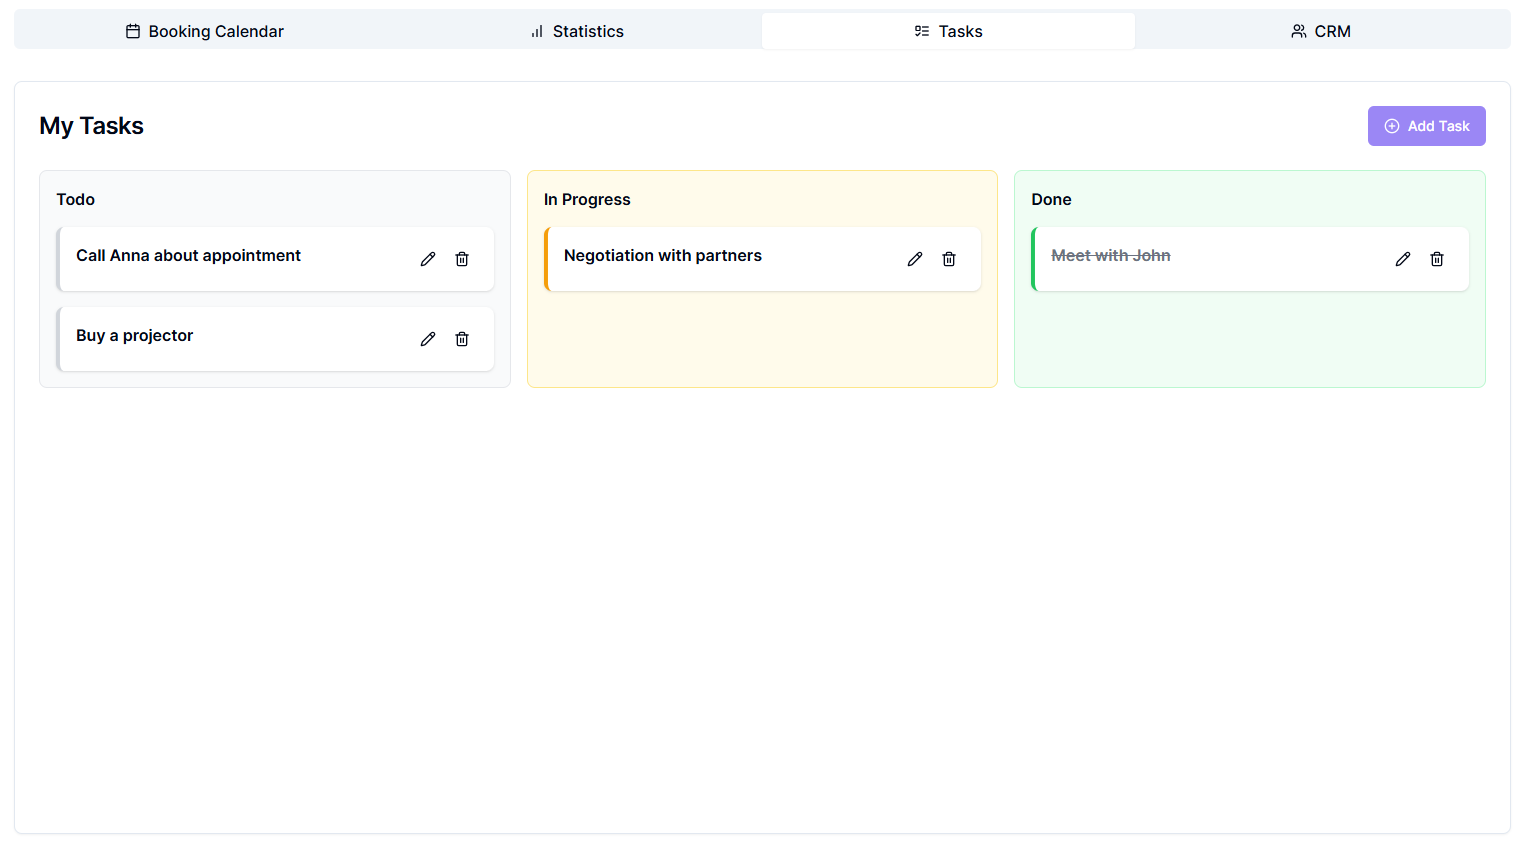 Booking Calendar
Statistics
Tasks
CRM
My Tasks
Add Task
Todo
Call Anna about appointment
Buy a projector
In Progress
Negotiation with partners
Done
Meet with John